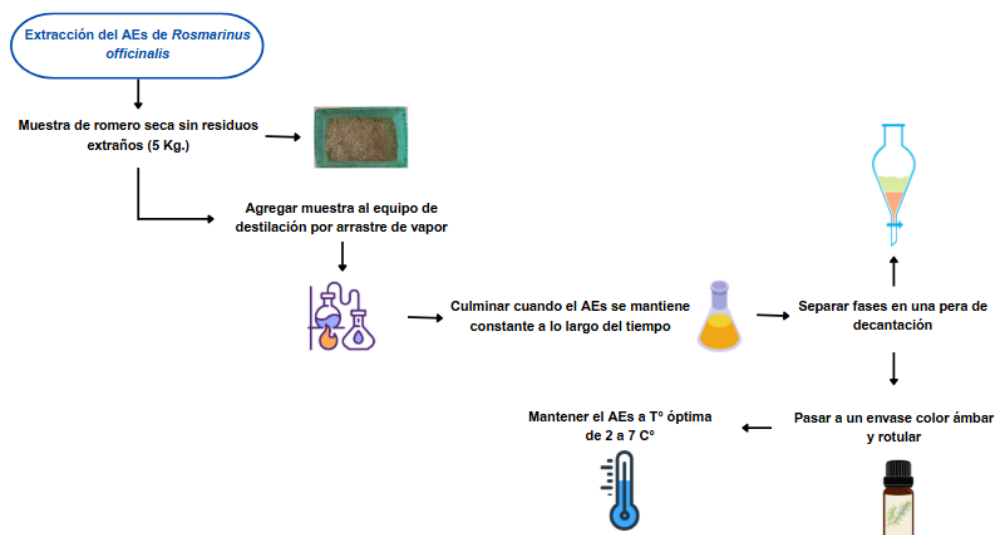 Extracción del AEs de Rosmarinus
officinalis
Muestra de romero seca sin residuos
extraños (5 Kg.)
Agregar muestra al equipo de
destilación por arrastre de vapor
Culminar cuando el AEs se mantiene
constante a lo largo del tiempo
Separar fases en una pera de
decantación
Pasar a un envase color ámbar
y rotular
Mantener el AEs a Tº óptima
de 2 a 7 Cº